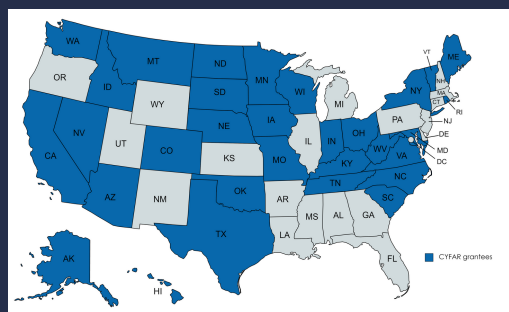 WA
MT
ND
MN
VT
ME
OR
ID
SD
WI
MI
NY
NH
MA
CT
RI
WY
NE
IA
PA
NJ
NV
UT
CO
IL
IN
OH
DE
MD
DC
CA
KS
MO
WV
VA
KY
AZ
NM
OK
AR
TN
NC
SC
TX
LA
MS
AL
GA
FL
AK
HI
CYFAR grantees